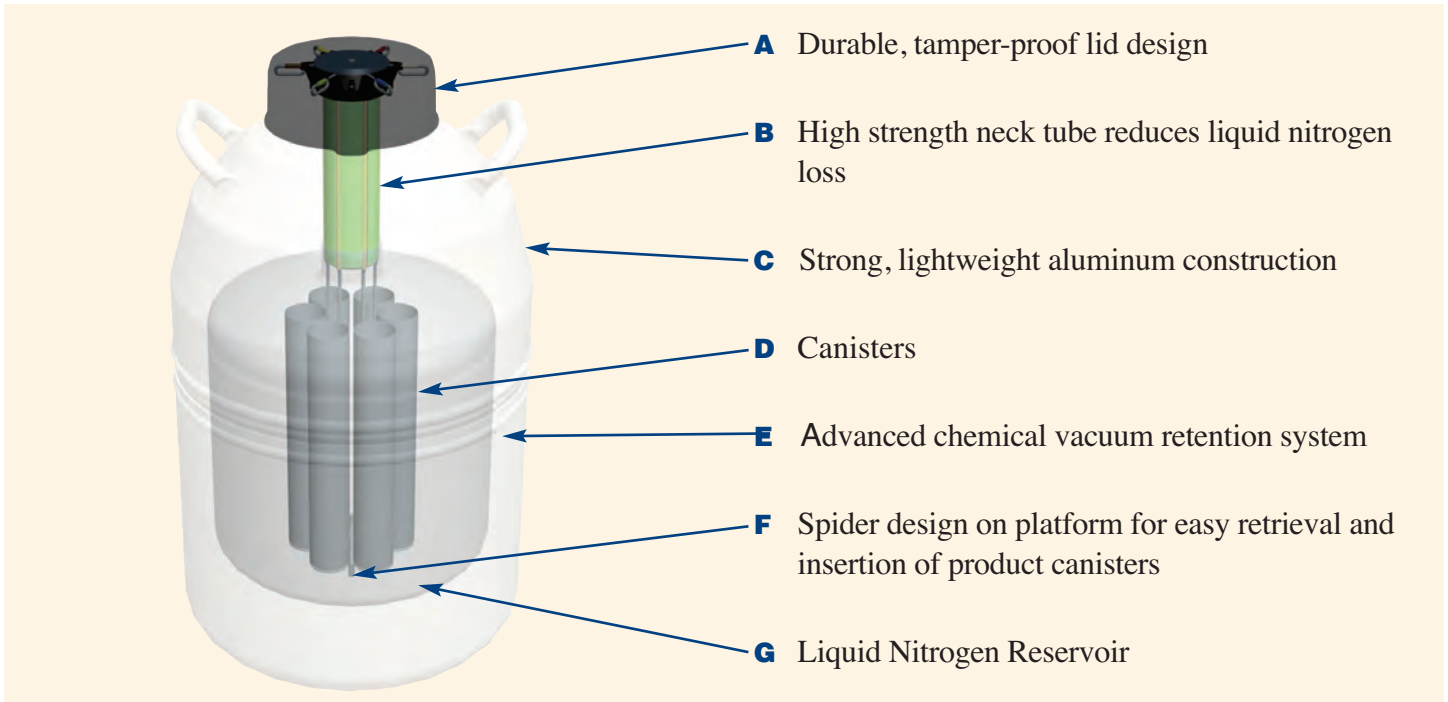 A Durable, tamper-proof lid design
B High strength neck tube reduces liquid nitrogen
loss
C Strong, lightweight aluminum construction
D Canisters
E Advanced chemical vacuum retention system
F Spider design on platform for easy retrieval and
insertion of product canisters
G Liquid Nitrogen Reservoir